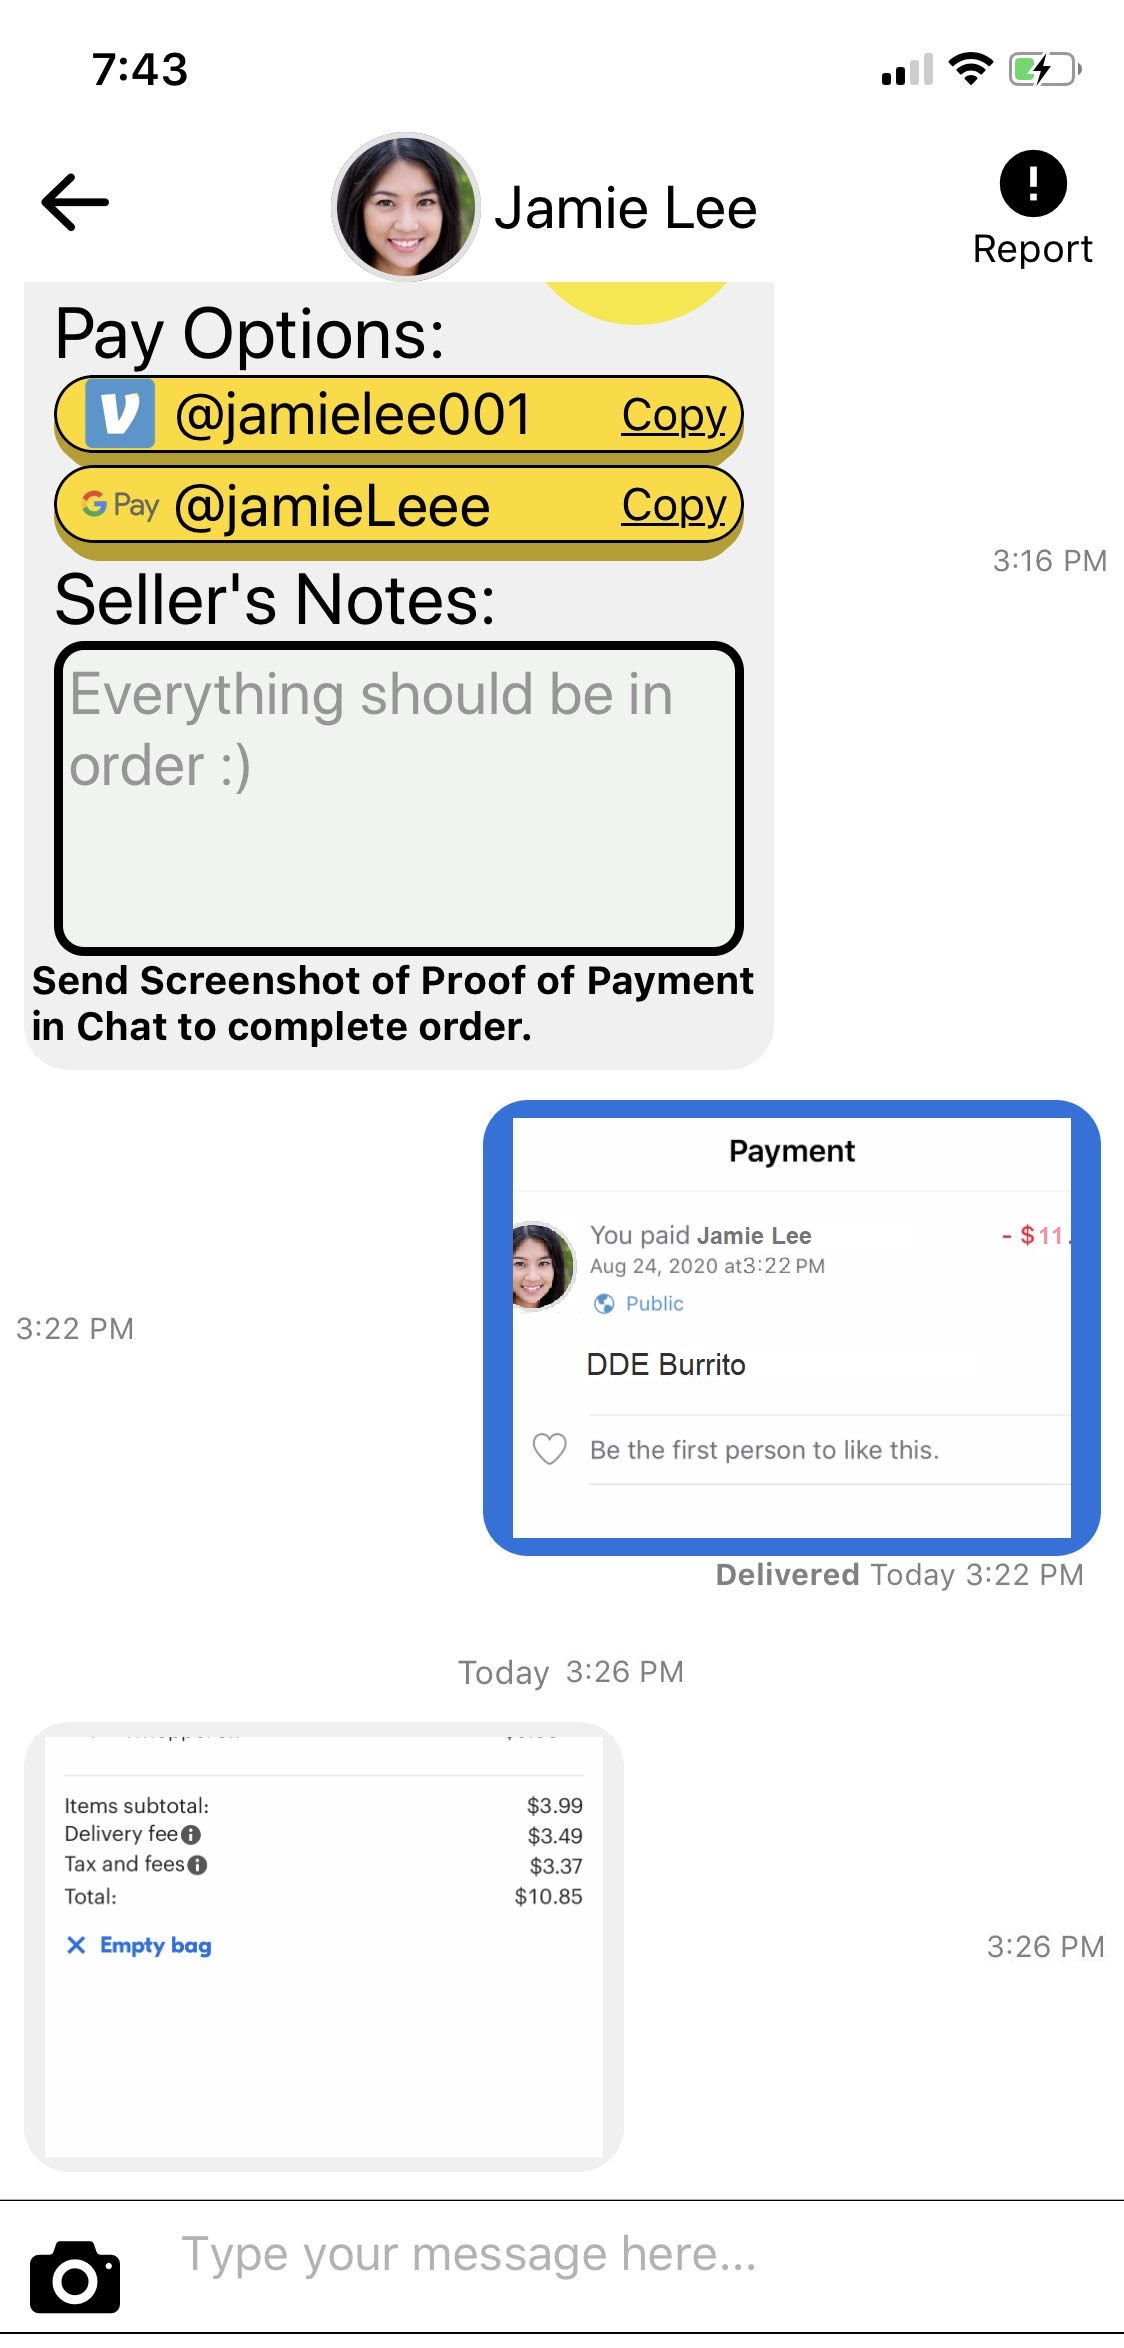 7:43
Jamie Lee
Report
Pay Options:
@jamielee001 Copy
G Pay @jamieLeee Copy
3:16 PM
Seller's Notes:
Everything should be in
order :)
Send Screenshot of Proof of Payment
in Chat to complete order.
Payment
You paid Jamie Lee - $11.
Aug 24, 2020 at3:22 PM
Public
3:22 PM
DDE Burrito
Be the first person to like this.
Delivered Today 3:22 PM
Today 3:26 PM
Items subtotal: $3.99
Delivery fee $3.49
Tax and fees $3.37
Total: $10.85
Empty bag
3:26 PM
Type your message here...